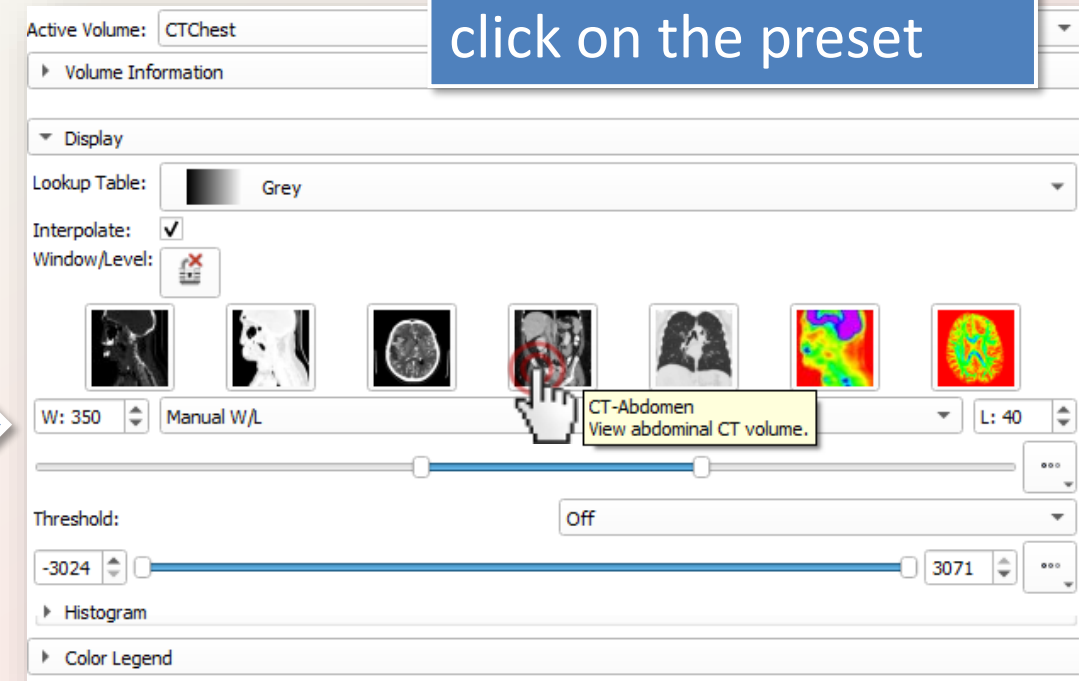 click on the preset
Active Volume: CTChest
Volume Information
Display
Lookup Table: Grey
Interpolate:
Window/Level:
W: 350 Manual W/L L: 40
CT-Abdomen
View abdominal CT volume.
Threshold: Off
-3024 3071
Histogram
Color Legend